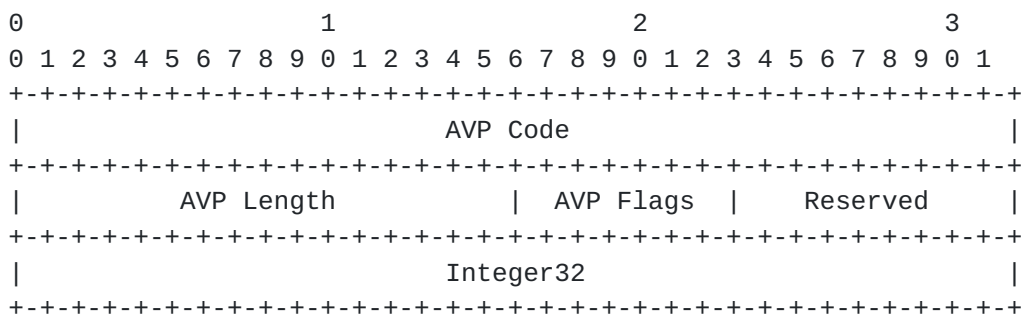 0                   1                   2                   3
0 1 2 3 4 5 6 7 8 9 0 1 2 3 4 5 6 7 8 9 0 1 2 3 4 5 6 7 8 9 0 1
+-+-+-+-+-+-+-+-+-+-+-+-+-+-+-+-+-+-+-+-+-+-+-+-+-+-+-+-+-+-+-+-+
|                           AVP Code                            |
+-+-+-+-+-+-+-+-+-+-+-+-+-+-+-+-+-+-+-+-+-+-+-+-+-+-+-+-+-+-+-+-+
|          AVP Length           |  AVP Flags  |    Reserved     |
+-+-+-+-+-+-+-+-+-+-+-+-+-+-+-+-+-+-+-+-+-+-+-+-+-+-+-+-+-+-+-+-+
|                           Integer32                           |
+-+-+-+-+-+-+-+-+-+-+-+-+-+-+-+-+-+-+-+-+-+-+-+-+-+-+-+-+-+-+-+-+